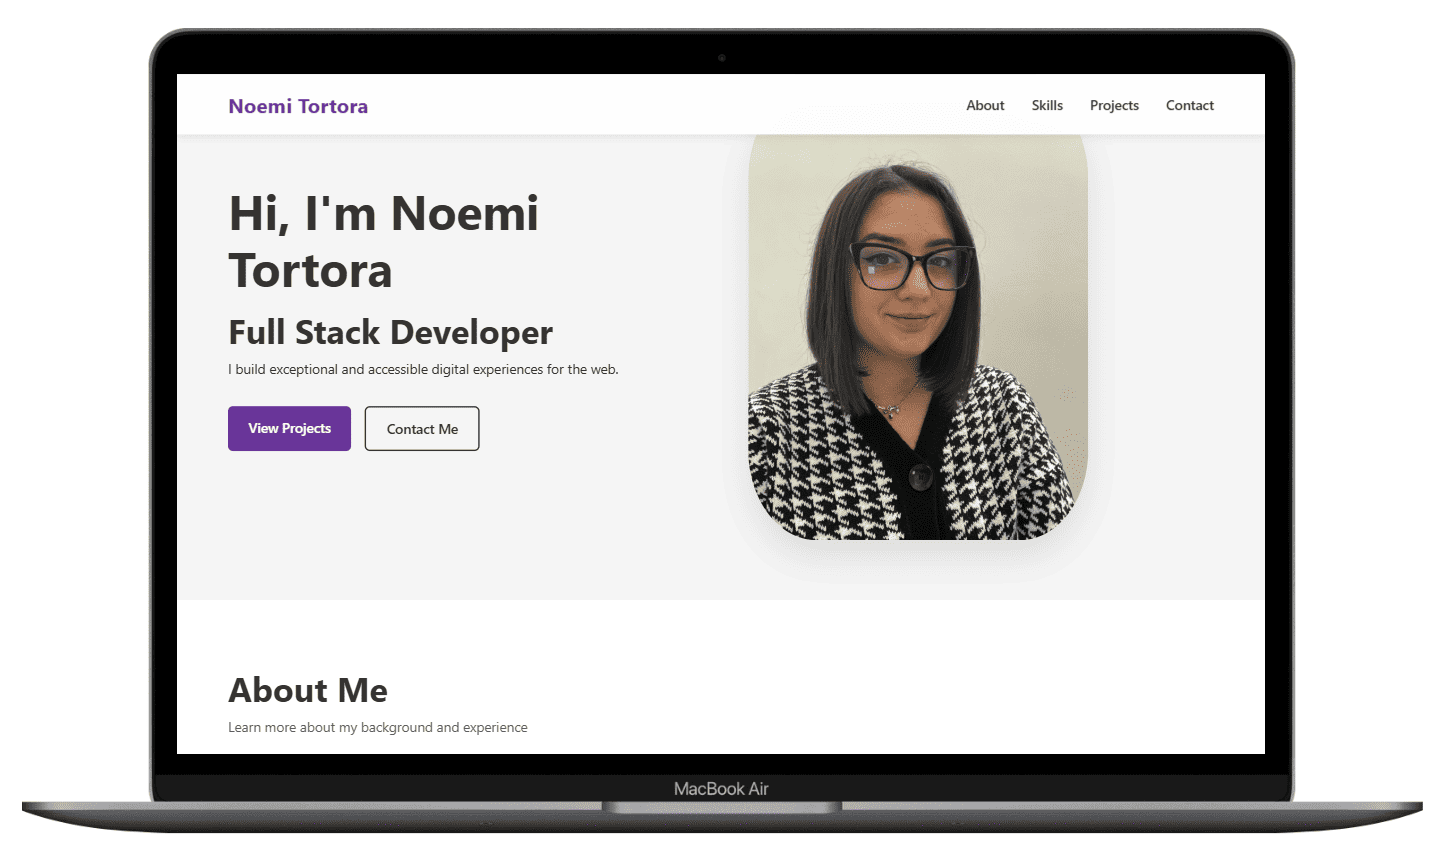 Noemi Tortora
About Skills Projects Contact
Hi, I'm Noemi
Tortora
Full Stack Developer
I build exceptional and accessible digital experiences for the web.
View Projects Contact Me
About Me
Learn more about my background and experience
MacBook Air